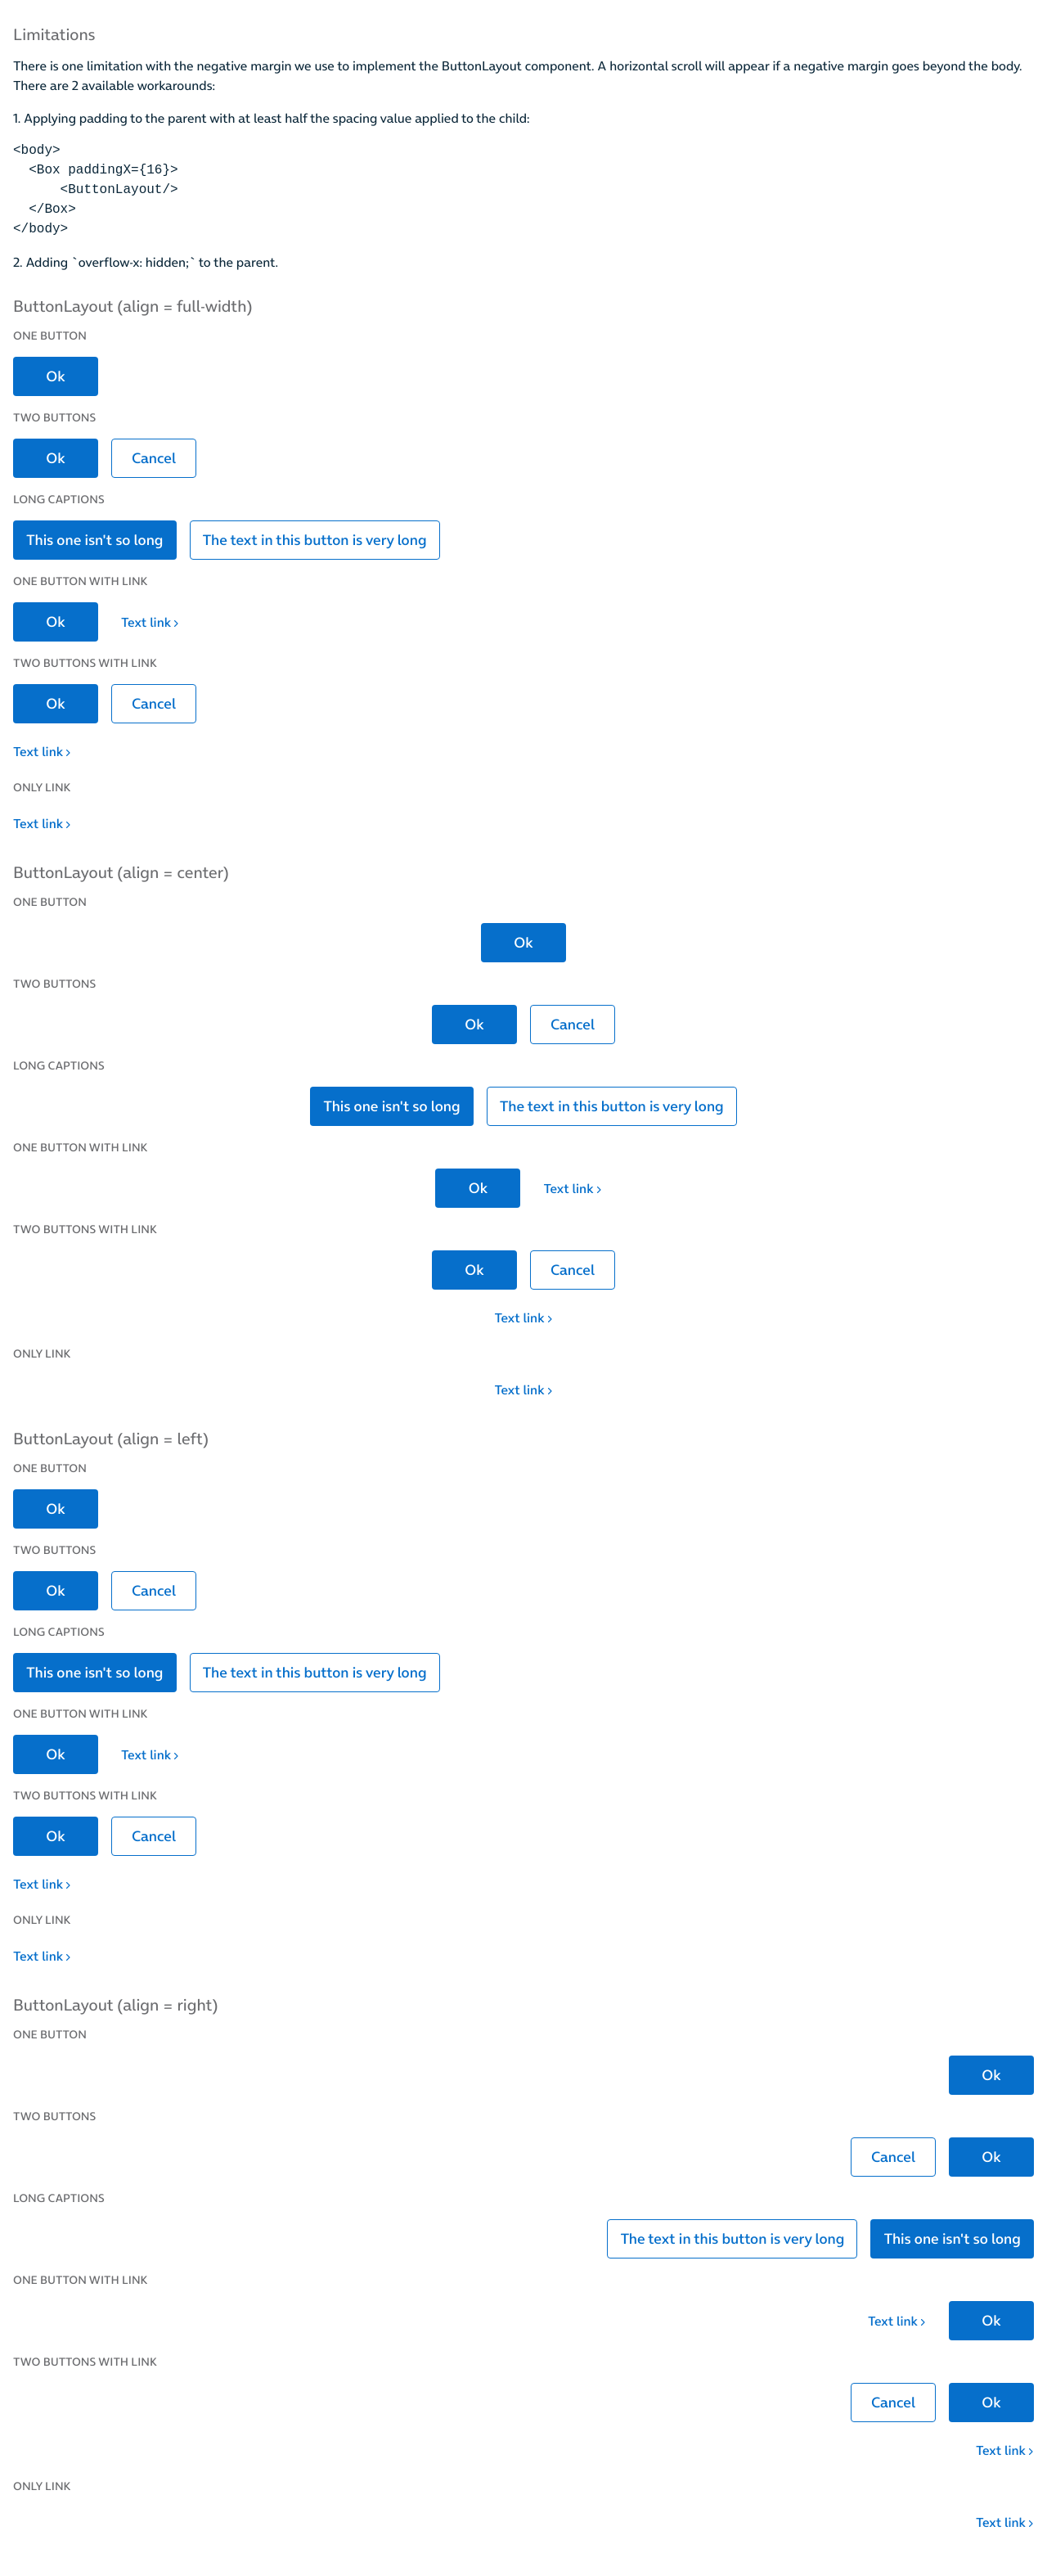 Limitations
There is one limitation with the negative margin we use to implement the ButtonLayout component. A horizontal scroll will appear if a negative margin goes beyond the body.
There are 2 available workarounds:
1. Applying padding to the parent with at least half the spacing value applied to the child:
<body>
  <Box paddingX={16}>
      <ButtonLayout/>
  </Box>
</body>
2. Adding `overflow-x: hidden;` to the parent.
ButtonLayout (align = full-width)
ONE BUTTON
Ok
TWO BUTTONS
Ok Cancel
LONG CAPTIONS
This one isn't so long The text in this button is very long
ONE BUTTON WITH LINK
Ok Text link
TWO BUTTONS WITH LINK
Ok Cancel
Text link
ONLY LINK
Text link
ButtonLayout (align = center)
ONE BUTTON
Ok
TWO BUTTONS
Ok Cancel
LONG CAPTIONS
This one isn't so long The text in this button is very long
ONE BUTTON WITH LINK
Ok Text link
TWO BUTTONS WITH LINK
Ok Cancel
Text link
ONLY LINK
Text link
ButtonLayout (align = left)
ONE BUTTON
Ok
TWO BUTTONS
Ok Cancel
LONG CAPTIONS
This one isn't so long The text in this button is very long
ONE BUTTON WITH LINK
Ok Text link
TWO BUTTONS WITH LINK
Ok Cancel
Text link
ONLY LINK
Text link
ButtonLayout (align = right)
ONE BUTTON
Ok
TWO BUTTONS
Cancel Ok
LONG CAPTIONS
The text in this button is very long This one isn't so long
ONE BUTTON WITH LINK
Text link Ok
TWO BUTTONS WITH LINK
Cancel Ok
Text link
ONLY LINK
Text link